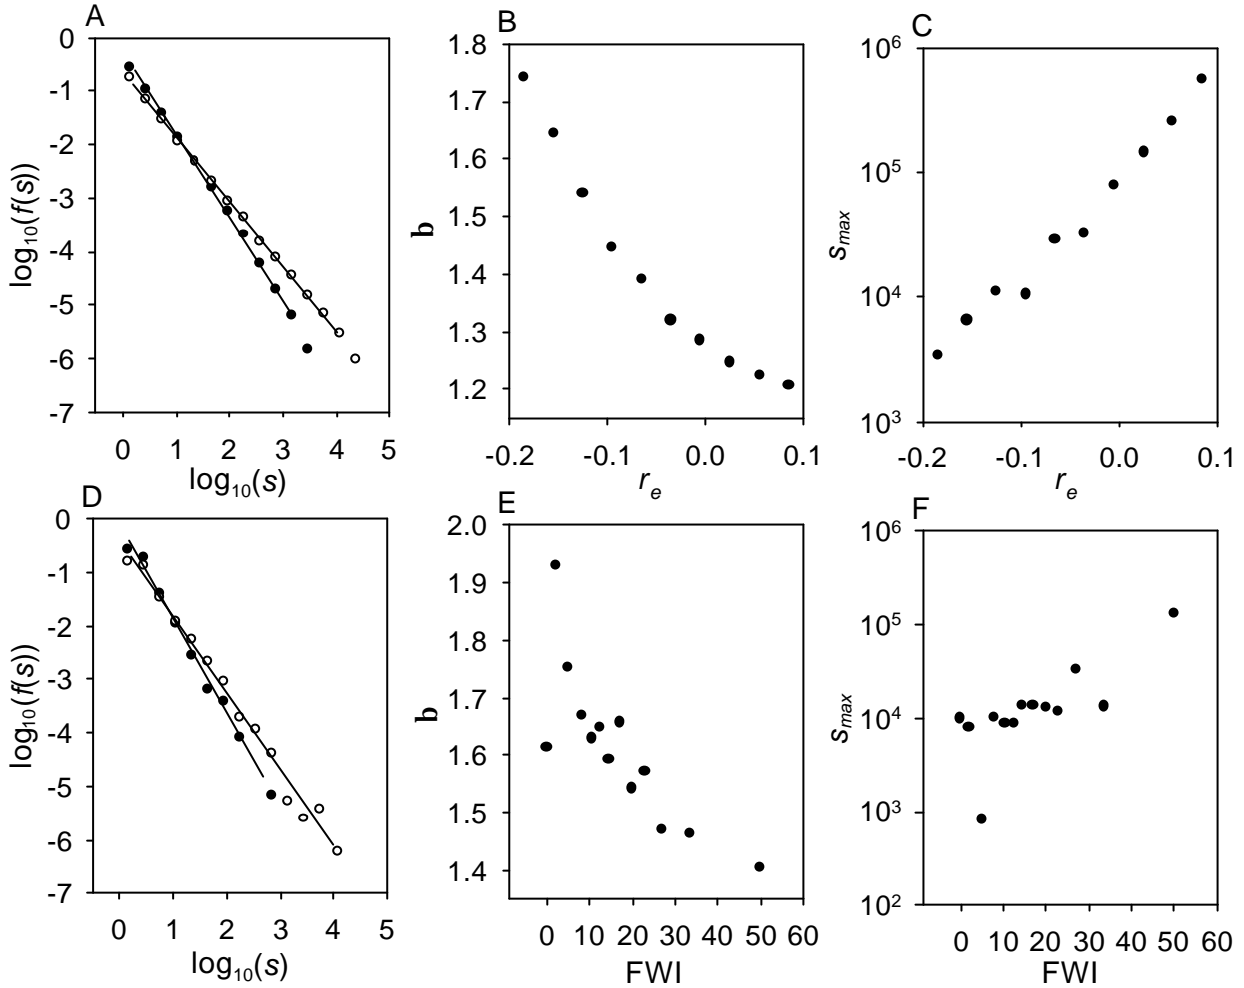 A
0
-1
-2
-3
-4
-5
-6
-7
log10(f(s))
0 1 2 3 4 5
log10(s)
B
1.8
1.7
1.6
1.5
1.4
1.3
1.2
b
-0.2 -0.1 0.0 0.1
re
C
10^6
10^5
10^4
10^3
smax
-0.2 -0.1 0.0 0.1
re
D
0
-1
-2
-3
-4
-5
-6
-7
log10(f(s))
0 1 2 3 4 5
log10(s)
E
2.0
1.9
1.8
1.7
1.6
1.5
1.4
b
0 10 20 30 40 50 60
FWI
F
10^6
10^5
10^4
10^3
10^2
smax
0 10 20 30 40 50 60
FWI